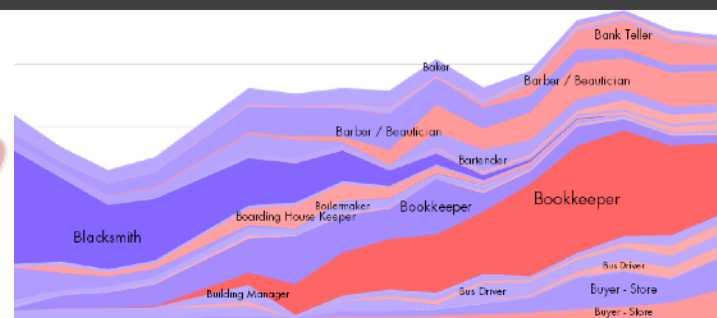 Bank Teller
Baker
Barber / Beautician
Barber / Beautician
Bartender
Bookkeeper
Boilermaker
Bookkeeper
Boarding House Keeper
Blacksmith
Bus Driver
Buyer - Store
Bus Driver
Building Manager
Buyer - Store